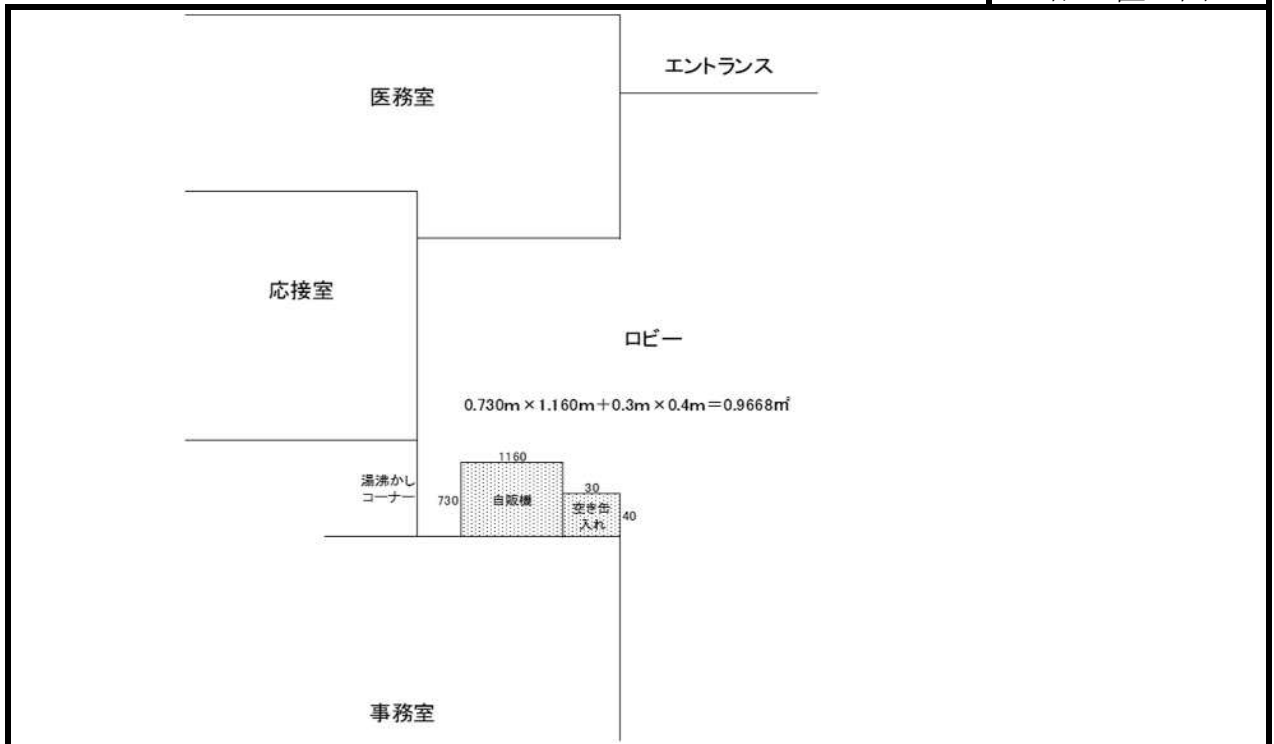 エントランス
医務室
応接室
ロビー
0.730m×1.160m+0.3m×0.4m=0.9668㎡
1160
湯沸かし
コーナー
730
自販機
30
空き缶
入れ
40
事務室